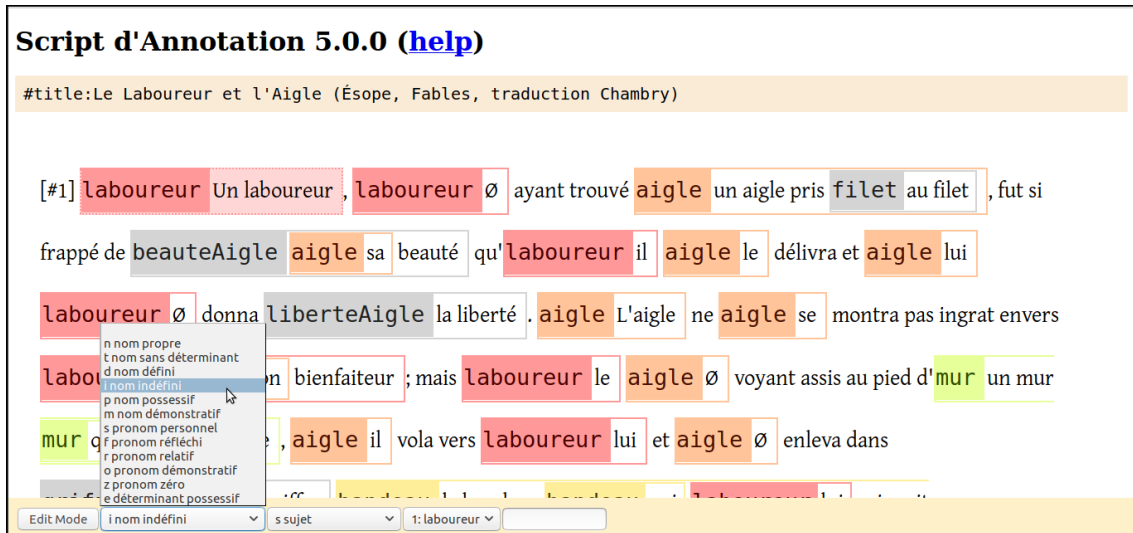 Script d'Annotation 5.0.0 (help)
#title:Le Laboureur et l'Aigle (Ésope, Fables, traduction Chambry)
[#1] laboureur Un laboureur , laboureur Ø ayant trouvé aigle un aigle pris filet au filet , fut si
frappé de beauteAigle aigle sa beauté qu'laboureur il aigle le délivra et aigle lui
laboureur Ø donna liberteAigle la liberté . aigle L'aigle ne aigle se montra pas ingrat envers
bienfaiteur ; mais laboureur le aigle Ø voyant assis au pied d'mur un mur
mur , aigle il vola vers laboureur lui et aigle Ø enleva dans
n nom propre
t nom sans déterminant
d nom défini
i nom indéfini
p nom possessif
m nom démonstratif
s pronom personnel
f pronom réfléchi
r pronom relatif
o pronom démonstratif
z pronom zéro
e déterminant possessif
Edit Mode i nom indéfini s sujet 1: laboureur